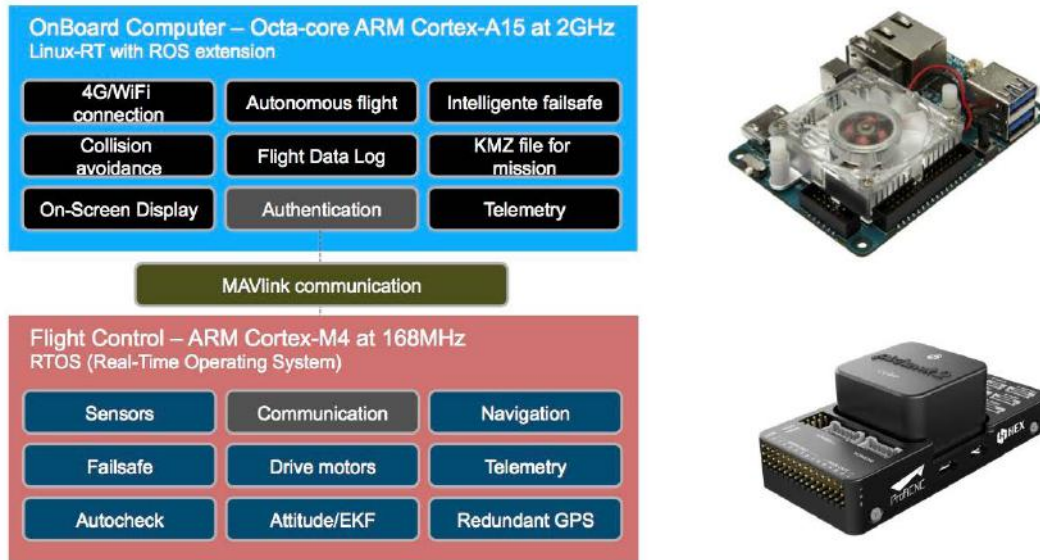 OnBoard Computer – Octa-core ARM Cortex-A15 at 2GHz
Linux-RT with ROS extension
4G/WiFi
connection
Autonomous flight
Intelligente failsafe
Collision
avoidance
Flight Data Log
KMZ file for
mission
On-Screen Display
Authentication
Telemetry
MAVlink communication
Flight Control – ARM Cortex-M4 at 168MHz
RTOS (Real-Time Operating System)
Sensors
Communication
Navigation
Failsafe
Drive motors
Telemetry
Autocheck
Attitude/EKF
Redundant GPS
HEX
ProfiCNC